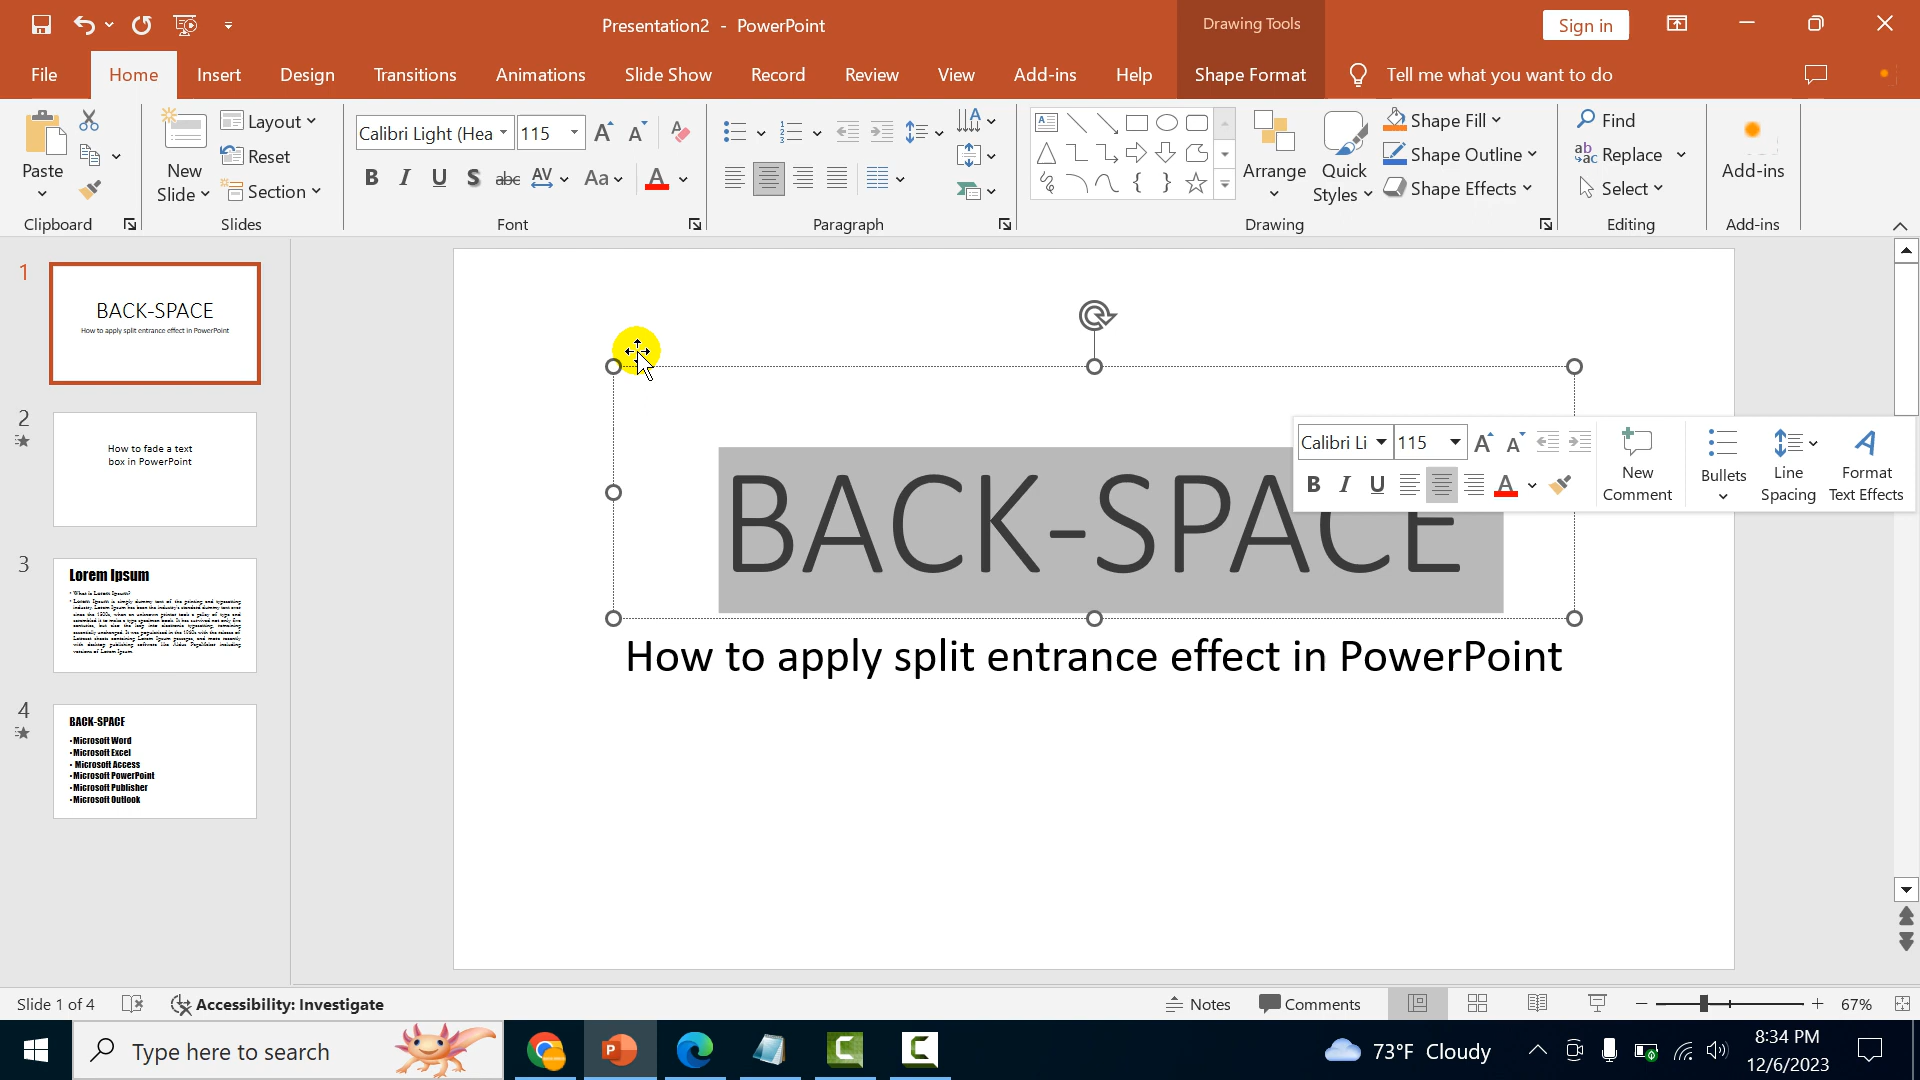 Presentation2 - PowerPoint
Drawing Tools
Sign in
File
Home
Insert
Design
Transitions
Animations
Slide Show
Record
Review
View
Add-ins
Help
Shape Format
Tell me what you want to do
Paste
Clipboard
New
Slide
Layout
Reset
Section
Slides
Calibri Light (Hea
115
B I U S abc AV Aa A
Font
Paragraph
Arrange
Quick
Styles
Shape Fill
Shape Outline
Shape Effects
Drawing
Find
Replace
Select
Editing
Add-ins
Add-ins
1
BACK-SPACE
How to apply split entrance effect in PowerPoint
2
How to fade a text
box in PowerPoint
3
Lorem Ipsum
• What is Lorem Ipsum?
4
BACK-SPACE
•Microsoft Word
•Microsoft Excel
• Microsoft Access
•Microsoft PowerPoint
•Microsoft Publisher
•Microsoft Outlook
BACK-SPACE
How to apply split entrance effect in PowerPoint
Calibri Li
115
B I U A
New
Comment
Bullets
Line
Spacing
Format
Text Effects
Slide 1 of 4
Accessibility: Investigate
Notes
Comments
67%
Type here to search
73°F Cloudy
8:34 PM
12/6/2023